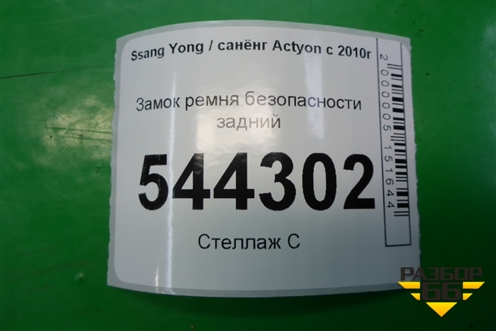 Ssang Yong / санёнг Actyon с 2010г
Замок ремня безопасности
задний
544302
Стеллаж С
2000005151644
РАЗБОР
66